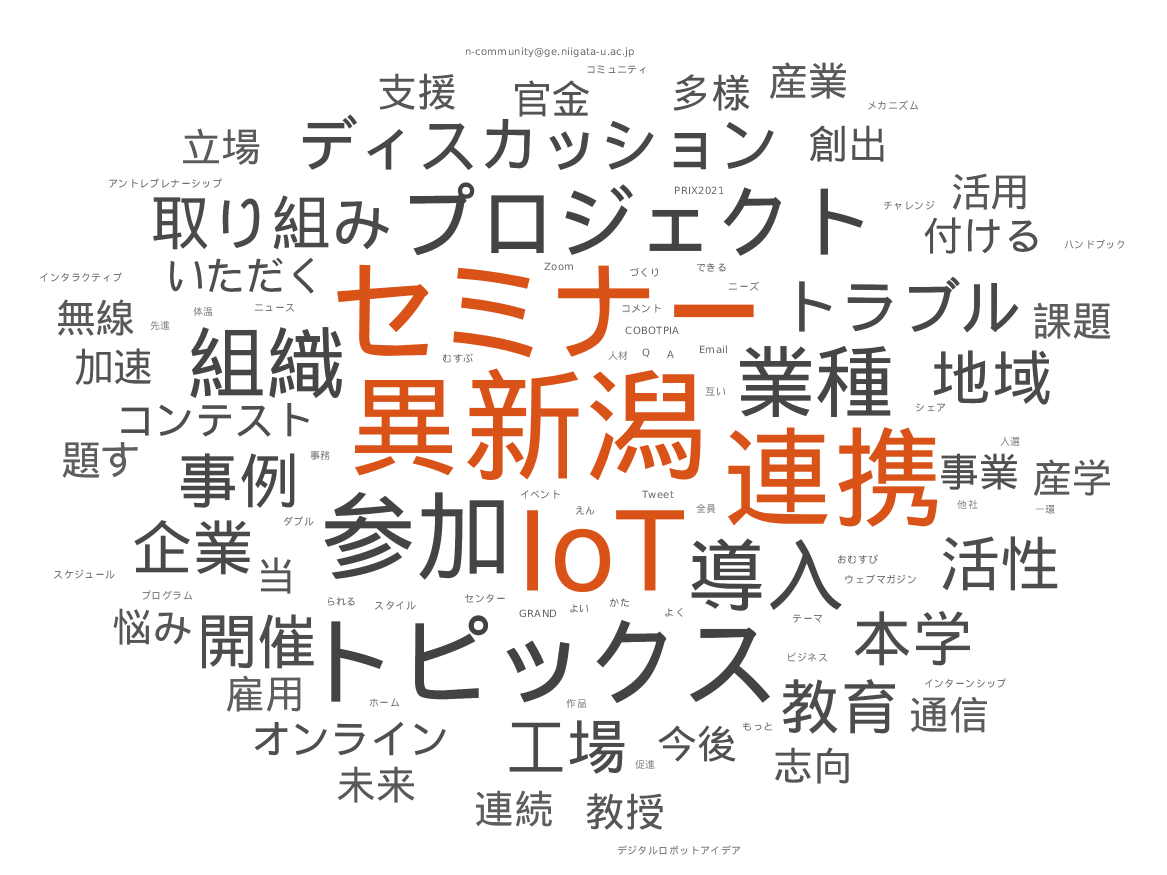 n-community@ge.niigata-u.ac.jp
コミュニティ
支援
官金
多様
産業
メカニズム
立場
ディスカッション
創出
アントレプレナーシップ
PRIX2021
チャレンジ
活用
取り組み
プロジェクト
付ける
ハンドブック
インタラクティブ
いただく
Zoom
づくり
できる
ニーズ
無線
先進
体温
ニュース
セミナー
コメント
COBOTPIA
トラブル
課題
加速
組織
むすぶ
人材
Q
A
Email
業種
地域
コンテスト
異新潟
互い
シェア
題す
事例
事務
連携
入選
事業
産学
企業
ダブル
参加
イベント
Tweet
えん
IoT
全員
他社
一環
スケジュール
当
導入
おむすび
ウェブマガジン
活性
プログラム
悩み
開催
られる
スタイル
センター
GRAND
よい
かた
よく
テーマ
本学
トピックス
ビジネス
雇用
ホーム
作品
教育
インターンシップ
通信
オンライン
工場
今後
もっと
促進
志向
未来
連続
教授
デジタルロボットアイデア